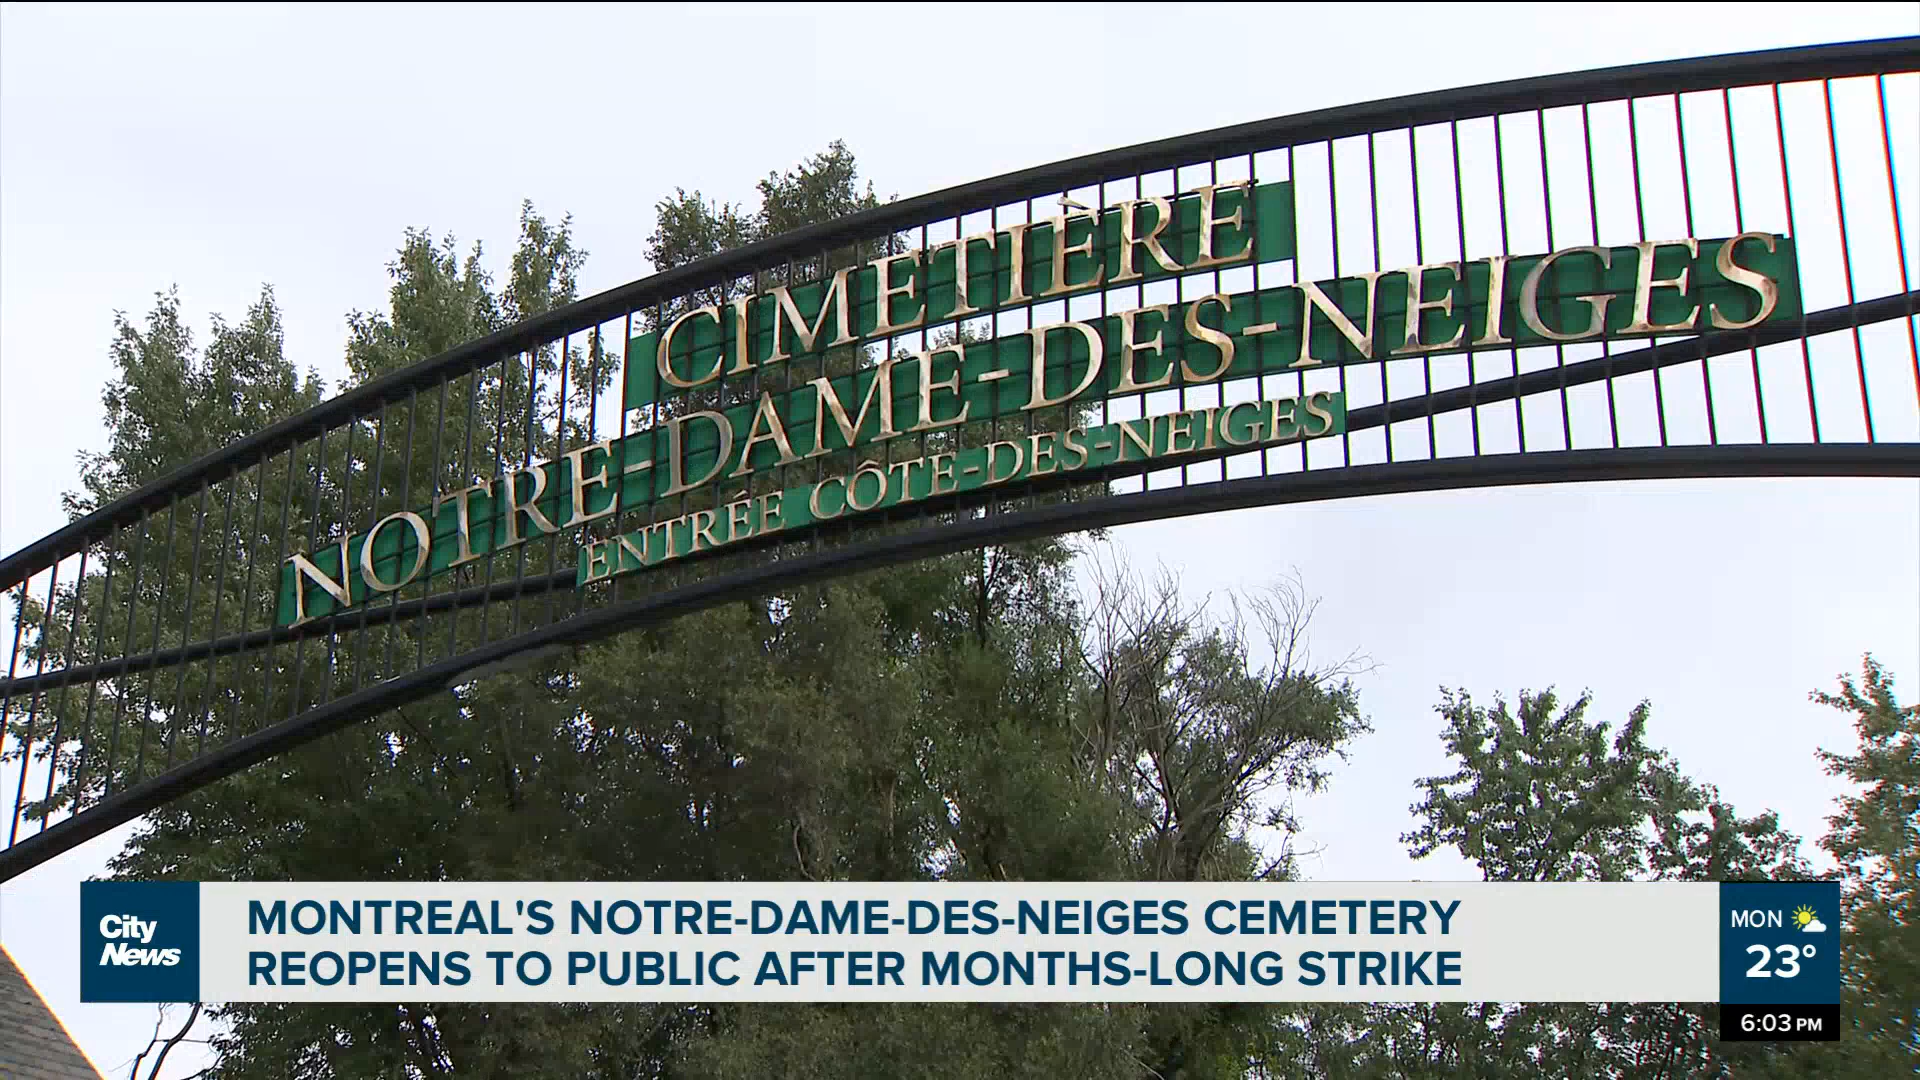 CIMETIÈRE
NOTRE-DAME-DES-NEIGES
ENTRÉE CÔTE-DES-NEIGES
City
News
MONTREAL'S NOTRE-DAME-DES-NEIGES CEMETERY
REOPENS TO PUBLIC AFTER MONTHS-LONG STRIKE
MON
23°
6:03 PM